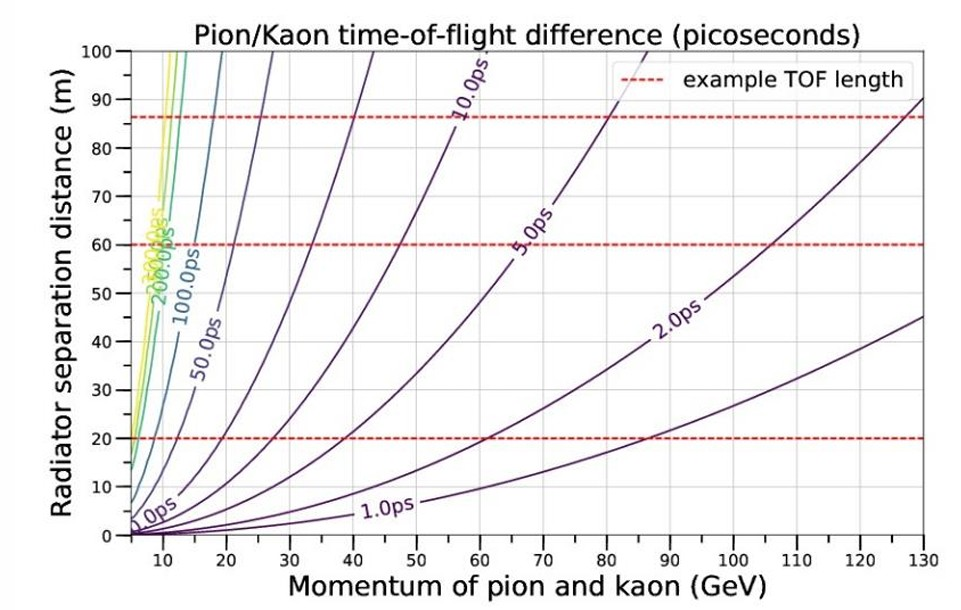 Pion/Kaon time-of-flight difference (picoseconds)
example TOF length
Radiator separation distance (m)
100
90
80
70
60
50
40
30
20
10
0
200.0ps
100.0ps
50.0ps
10.0ps
5.0ps
2.0ps
1.0ps
10
20
30
40
50
60
70
80
90
100
110
120
130
Momentum of pion and kaon (GeV)